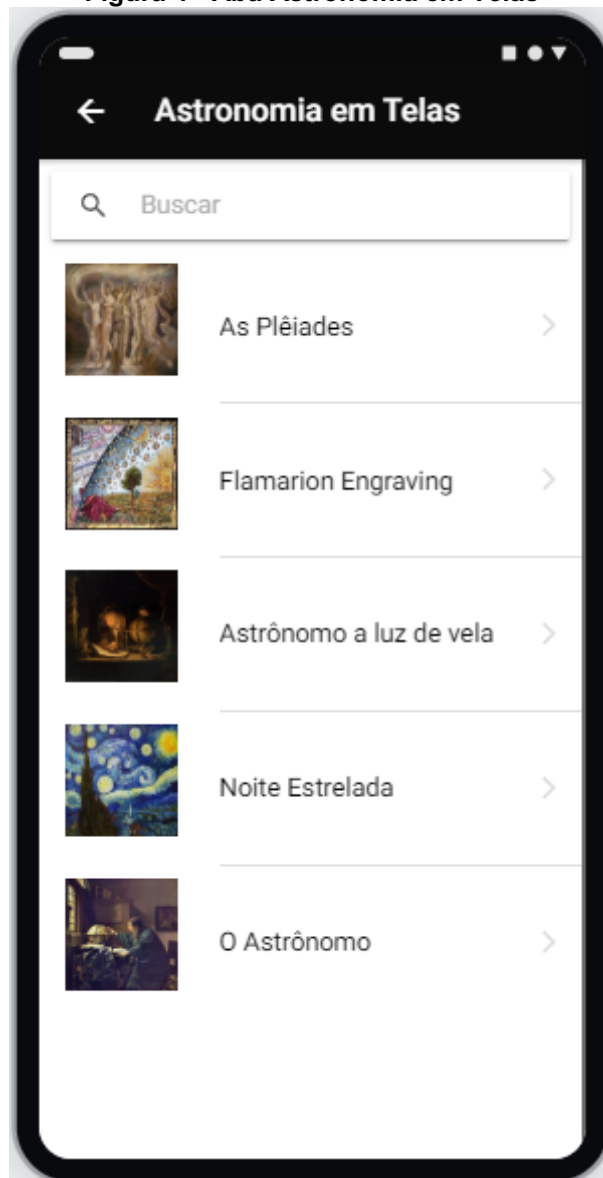 Astronomia em Telas
Buscar
As Plêiades
Flamarion Engraving
Astrônomo a luz de vela
Noite Estrelada
O Astrônomo